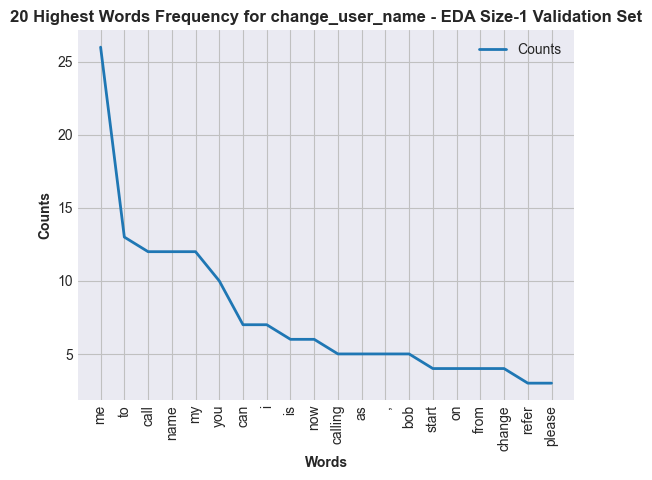 20 Highest Words Frequency for change_user_name - EDA Size-1 Validation Set
Counts
25
20
15
10
5
Counts
me
to
call
name
my
you
can
i
is
now
calling
as
,
bob
start
on
from
change
refer
please
Words